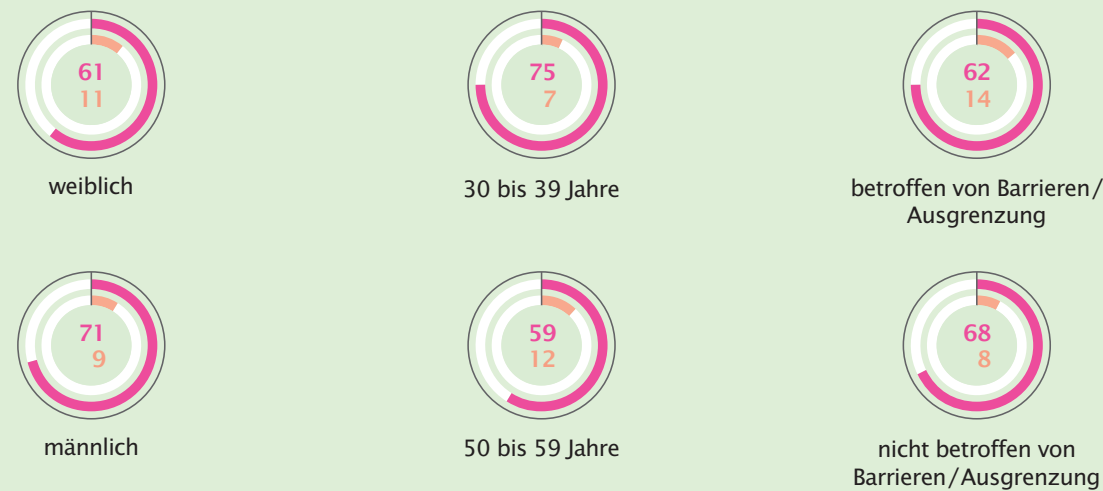 61
11
weiblich
75
7
30 bis 39 Jahre
62
14
betroffen von Barrieren/
Ausgrenzung
71
9
männlich
59
12
50 bis 59 Jahre
68
8
nicht betroffen von
Barrieren/Ausgrenzung